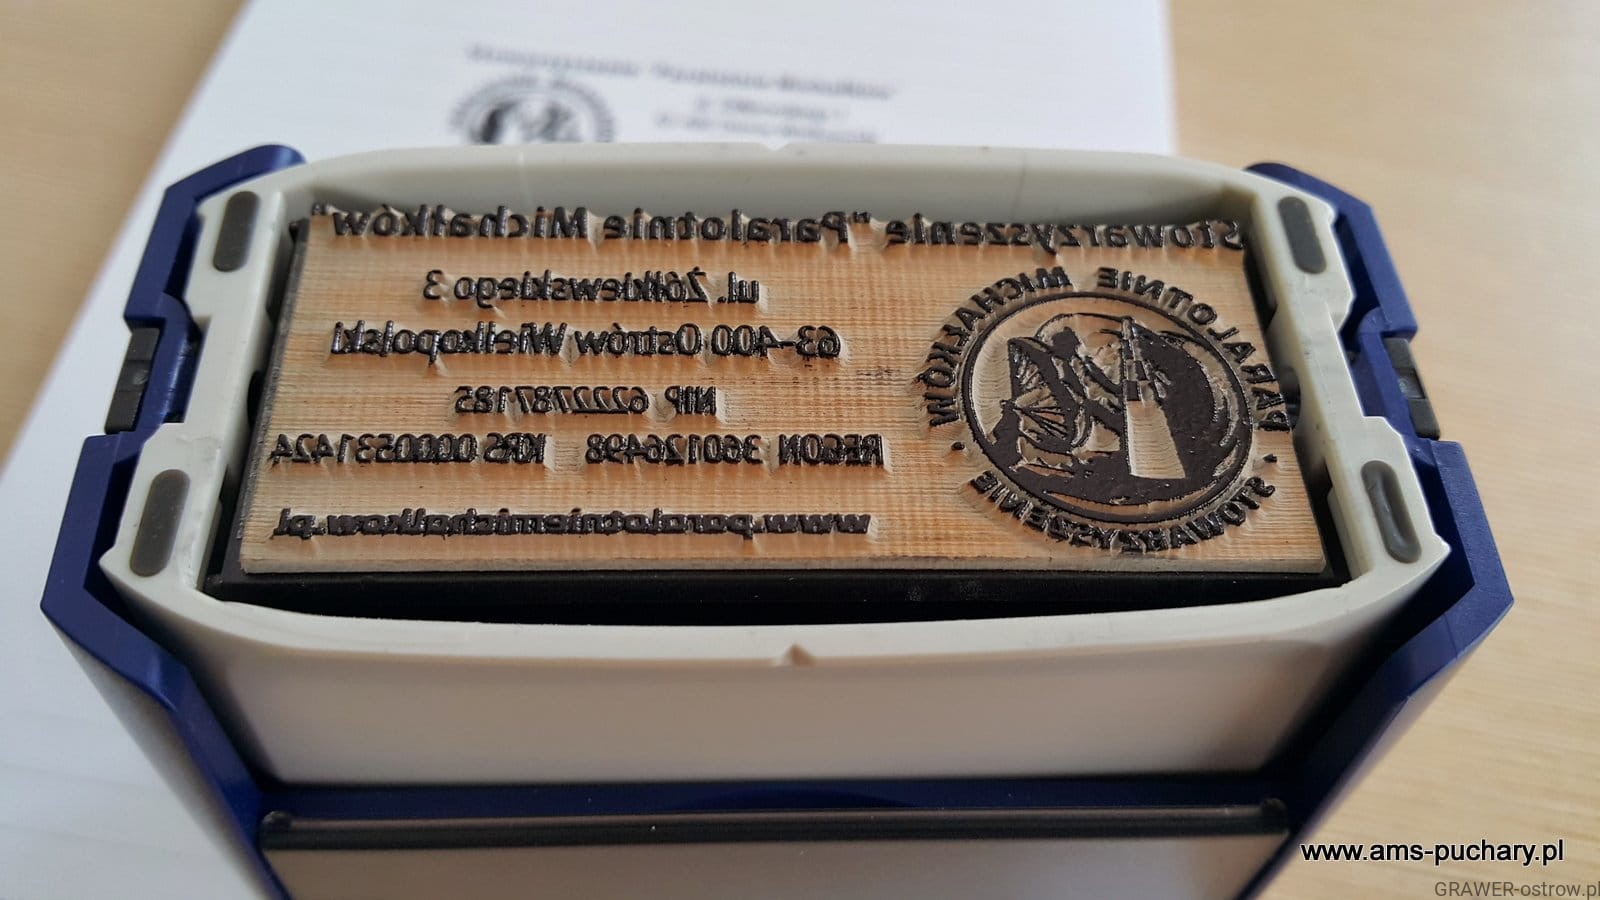 Stowarzyszenie "Paralotnie Michałków"
ul. Żółkiewskiego 3
63-400 Ostrów Wielkopolski
NIP 6222787185
REGON 360126498 KRS 0000531424
www.paralotniemichalkow.pl
PARALOTNIE MICHAŁKÓW
• STOWARZYSZENIE •
www.ams-puchary.pl
GRAWER-ostrow.pl